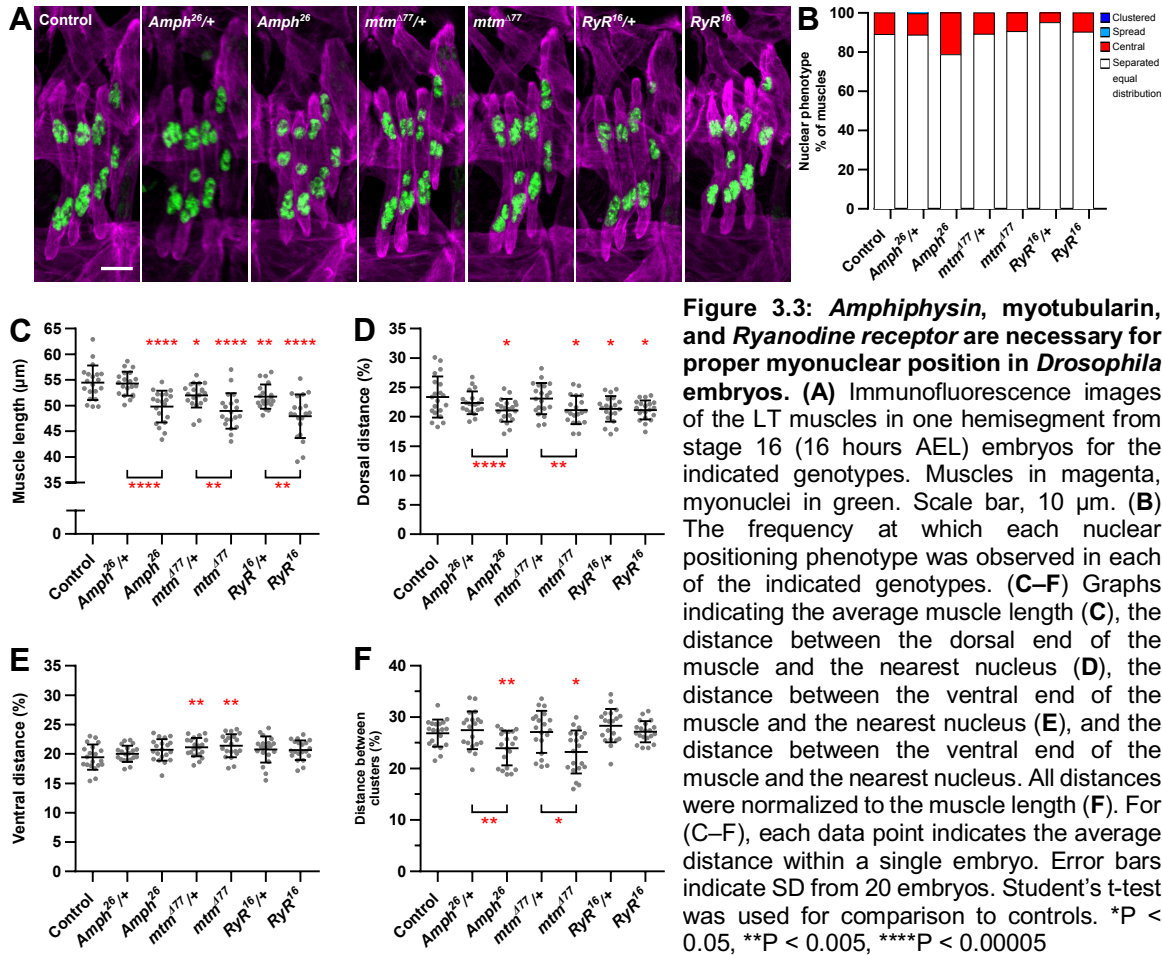 A
Control
Amph26/+
Amph26
mtmΔ77/+
mtmΔ77
RyR16/+
RyR16
B
Nuclear phenotype
% of muscles
100
80
60
40
20
0
Clustered
Spread
Central
Separated
equal
distribution
Control
Amph26/+
Amph26
mtmΔ77/+
mtmΔ77
RyR16/+
RyR16
C
Muscle length (µm)
65
60
55
50
45
40
35
0
**** * **** ** ****
**** ** **
Control
Amph26/+
Amph26
mtmΔ77/+
mtmΔ77
RyR16/+
RyR16
D
Dorsal distance (%)
35
30
25
20
15
10
5
0
* * * *
**** **
Control
Amph26/+
Amph26
mtmΔ77/+
mtmΔ77
RyR16/+
RyR16
E
Ventral distance (%)
35
30
25
20
15
10
5
0
** **
Control
Amph26/+
Amph26
mtmΔ77/+
mtmΔ77
RyR16/+
RyR16
F
Distance between
clusters (%)
40
30
20
10
0
** *
** *
Control
Amph26/+
Amph26
mtmΔ77/+
mtmΔ77
RyR16/+
RyR16
Figure 3.3: Amphiphysin, myotubularin,
and Ryanodine receptor are necessary for
proper myonuclear position in Drosophila
embryos. (A) Immunofluorescence images
of the LT muscles in one hemisegment from
stage 16 (16 hours AEL) embryos for the
indicated genotypes. Muscles in magenta,
myonuclei in green. Scale bar, 10 µm. (B)
The frequency at which each nuclear
positioning phenotype was observed in each
of the indicated genotypes. (C–F) Graphs
indicating the average muscle length (C), the
distance between the dorsal end of the
muscle and the nearest nucleus (D), the
distance between the ventral end of the
muscle and the nearest nucleus (E), and the
distance between the ventral end of the
muscle and the nearest nucleus. All distances
were normalized to the muscle length (F). For
(C–F), each data point indicates the average
distance within a single embryo. Error bars
indicate SD from 20 embryos. Student’s t-test
was used for comparison to controls. *P <
0.05, **P < 0.005, ****P < 0.00005